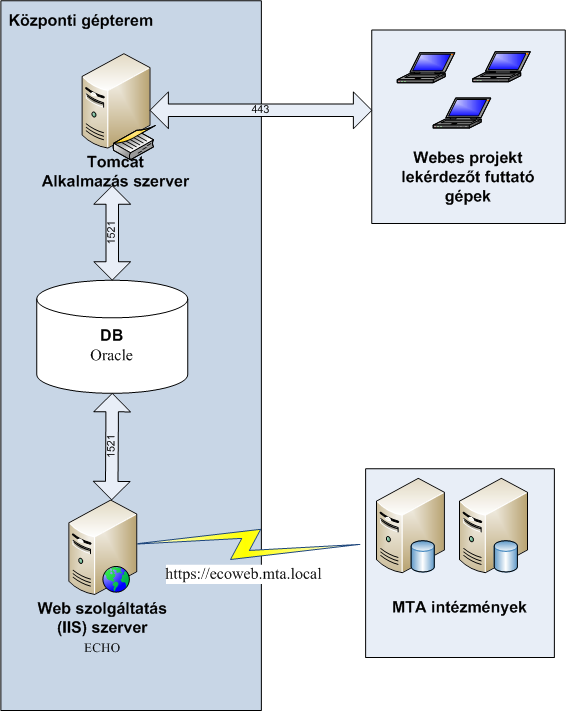 Központi gépterem
Tomcat
Alkalmazás szerver
443
Webes projekt
lekérdezőt futtató
gépek
1521
DB
Oracle
1521
https://ecoweb.mta.local
Web szolgáltatás
(IIS) szerver
ECHO
MTA intézmények